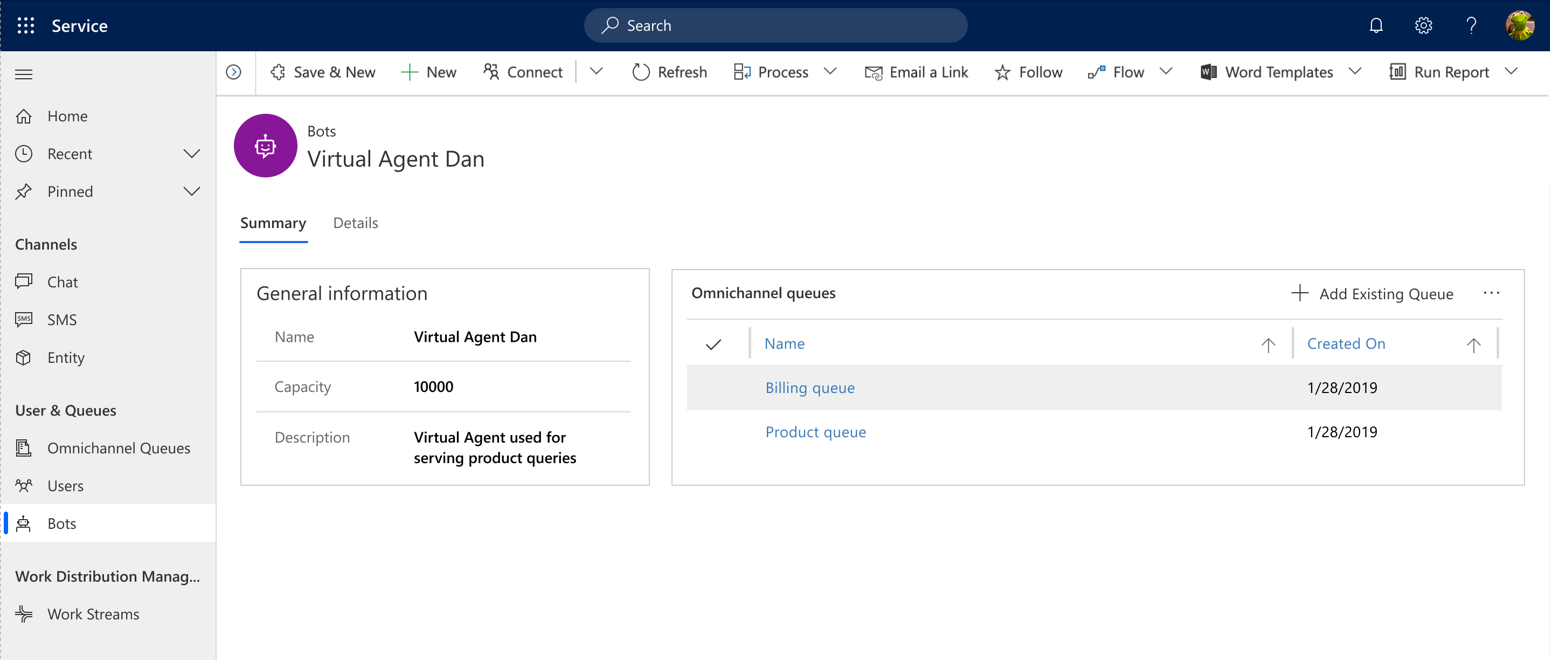 Service
Search
Save & New
New
Connect
Refresh
Process
Email a Link
Follow
Flow
Word Templates
Run Report
Home
Recent
Pinned
Channels
Chat
SMS
SMS
Entity
User & Queues
Omnichannel Queues
Users
Bots
Work Distribution Manag...
Work Streams
Bots
Virtual Agent Dan
Summary
Details
General information
Name
Virtual Agent Dan
Capacity
10000
Description
Virtual Agent used for
serving product queries
Omnichannel queues
Add Existing Queue
Name
Created On
Billing queue
1/28/2019
Product queue
1/28/2019